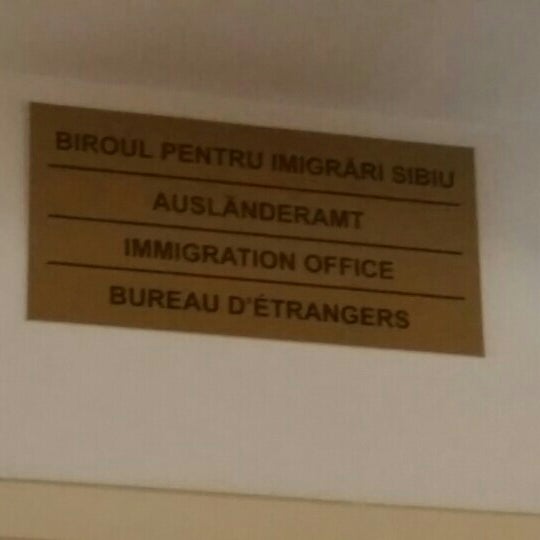 BIROUL PENTRU IMIGRĂRI SIBIU
AUSLÄNDERAMT
IMMIGRATION OFFICE
BUREAU D'ÉTRANGERS